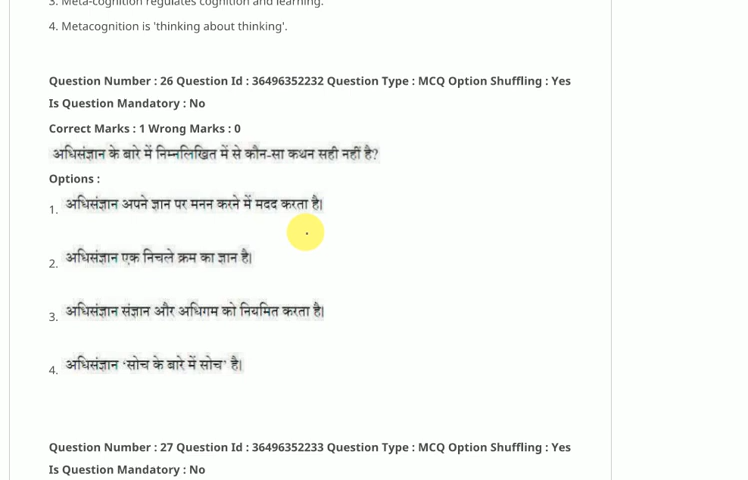 3. Meta-cognition regulates cognition and learning.
4. Metacognition is 'thinking about thinking'.
Question Number : 26 Question Id : 36496352232 Question Type : MCQ Option Shuffling : Yes
Is Question Mandatory : No
Correct Marks : 1 Wrong Marks : 0
अधिसंज्ञान के बारे में निम्नलिखित में से कौन-सा कथन सही नहीं है?
Options :
1. अधिसंज्ञान अपने ज्ञान पर मनन करने में मदद करता है।
2. अधिसंज्ञान एक निचले क्रम का ज्ञान है।
3. अधिसंज्ञान संज्ञान और अधिगम को नियमित करता है।
4. अधिसंज्ञान ‘सोच के बारे में सोच’ है।
Question Number : 27 Question Id : 36496352233 Question Type : MCQ Option Shuffling : Yes
Is Question Mandatory : No